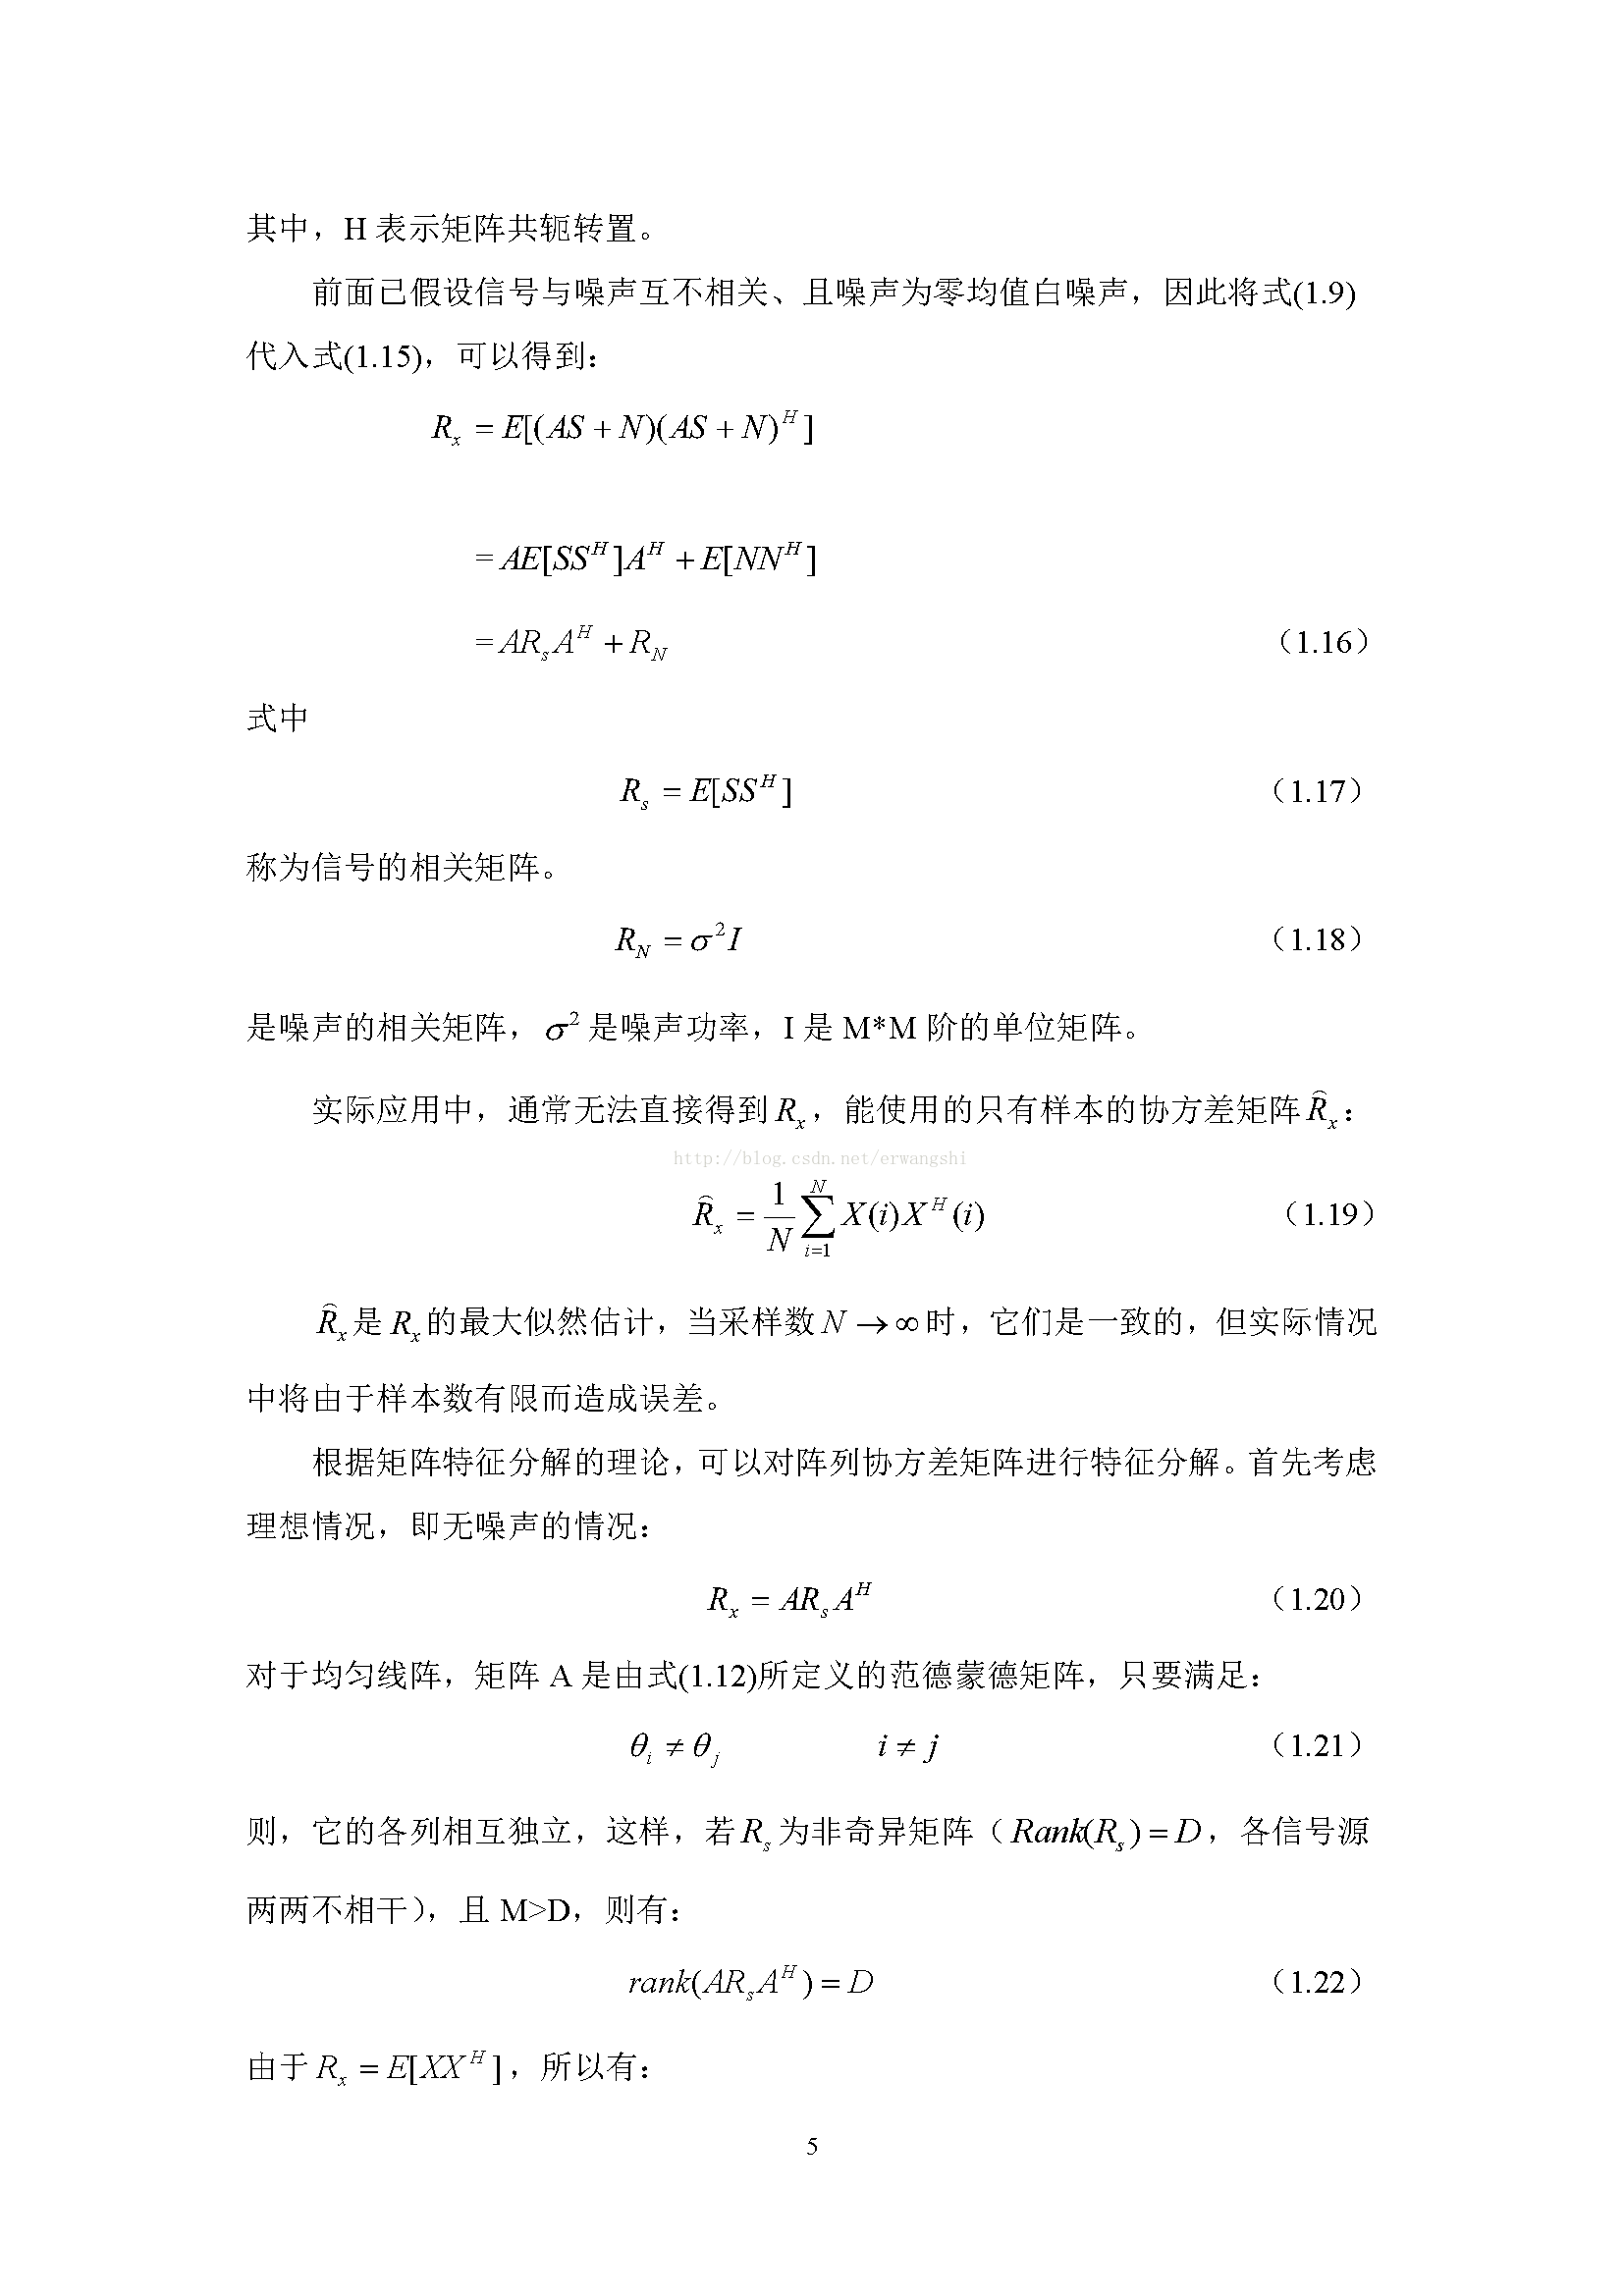 其中，H 表示矩阵共轭转置。
前面已假设信号与噪声互不相关、且噪声为零均值白噪声，因此将式(1.9)
代入式(1.15)，可以得到：
R_x = E[(AS + N)(AS + N)^H]
= AE[SS^H]A^H + E[NN^H]
= AR_sA^H + R_N （1.16）
式中
R_s = E[SS^H] （1.17）
称为信号的相关矩阵。
R_N = σ^2 I （1.18）
是噪声的相关矩阵，σ^2 是噪声功率，I 是 M*M 阶的单位矩阵。
实际应用中，通常无法直接得到 R_x，能使用的只有样本的协方差矩阵 \hat{R}_x：
http://blog.csdn.net/erwangshi
\hat{R}_x = \frac{1}{N} \sum_{i=1}^{N} X(i)X^H(i) （1.19）
\hat{R}_x 是 R_x 的最大似然估计，当采样数 N → ∞ 时，它们是一致的，但实际情况
中将由于样本数有限而造成误差。
根据矩阵特征分解的理论，可以对阵列协方差矩阵进行特征分解。首先考虑
理想情况，即无噪声的情况：
R_x = AR_sA^H （1.20）
对于均匀线阵，矩阵 A 是由式(1.12)所定义的范德蒙德矩阵，只要满足：
θ_i ≠ θ_j i ≠ j （1.21）
则，它的各列相互独立，这样，若 R_s 为非奇异矩阵（Rank(R_s) = D，各信号源
两两不相干），且 M>D，则有：
rank(AR_sA^H) = D （1.22）
由于 R_x = E[XX^H]，所以有：
5